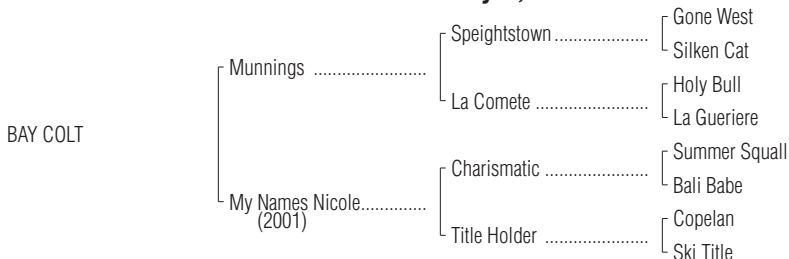 Gone West
Speightstown
Silken Cat
Munnings
Holy Bull
La Comete
La Gueriere
BAY COLT
Summer Squall
Charismatic
Bali Babe
My Names Nicole
(2001)
Copelan
Title Holder
Ski Title